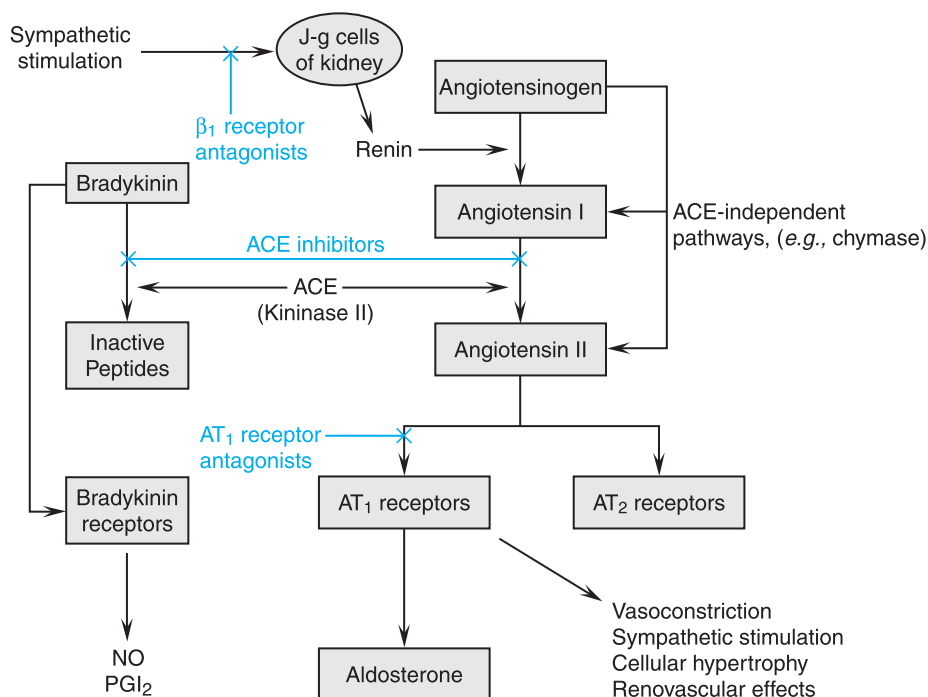 Sympathetic
stimulation
J-g cells
of kidney
Angiotensinogen
β₁ receptor
antagonists
Renin
Bradykinin
Angiotensin I
ACE-independent
pathways, (e.g., chymase)
ACE inhibitors
ACE
(Kininase II)
Inactive
Peptides
Angiotensin II
AT₁ receptor
antagonists
Bradykinin
receptors
AT₁ receptors
AT₂ receptors
Vasoconstriction
Sympathetic stimulation
Cellular hypertrophy
Renovascular effects
NO
PGI₂
Aldosterone